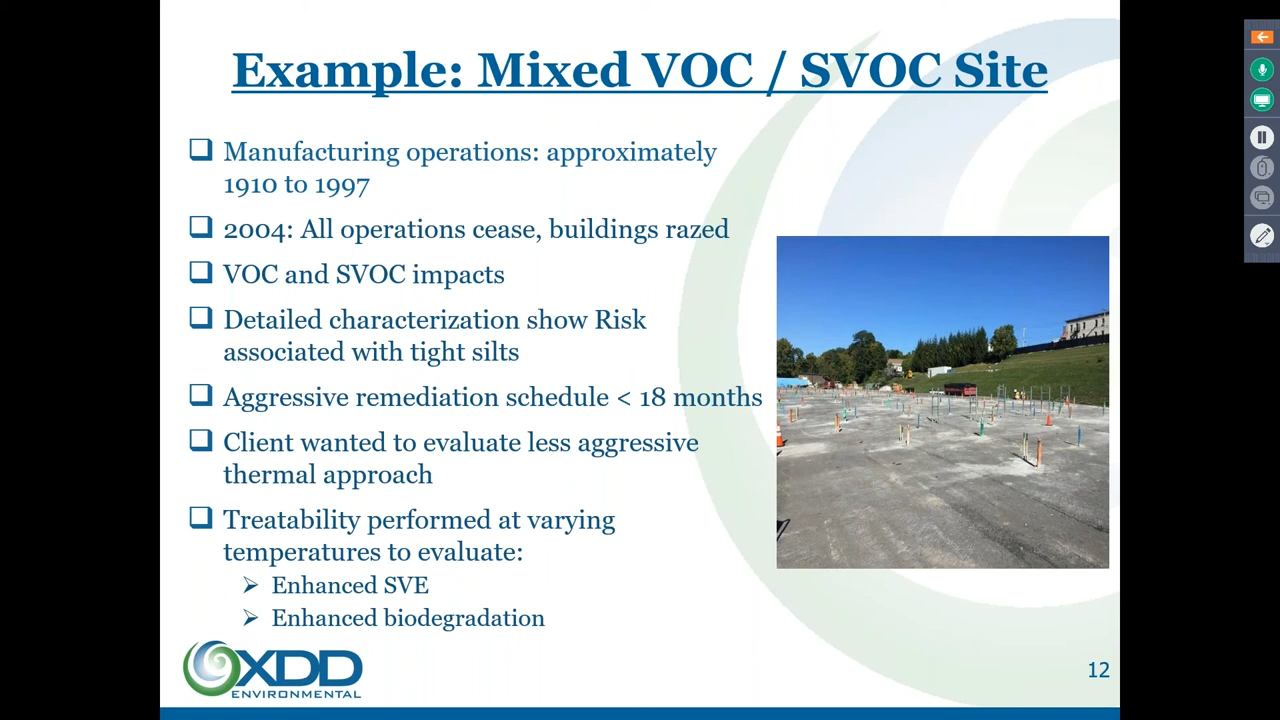 Example: Mixed VOC / SVOC Site
Manufacturing operations: approximately
1910 to 1997
2004: All operations cease, buildings razed
VOC and SVOC impacts
Detailed characterization show Risk
associated with tight silts
Aggressive remediation schedule < 18 months
Client wanted to evaluate less aggressive
thermal approach
Treatability performed at varying
temperatures to evaluate:
Enhanced SVE
Enhanced biodegradation
XDD
ENVIRONMENTAL
12